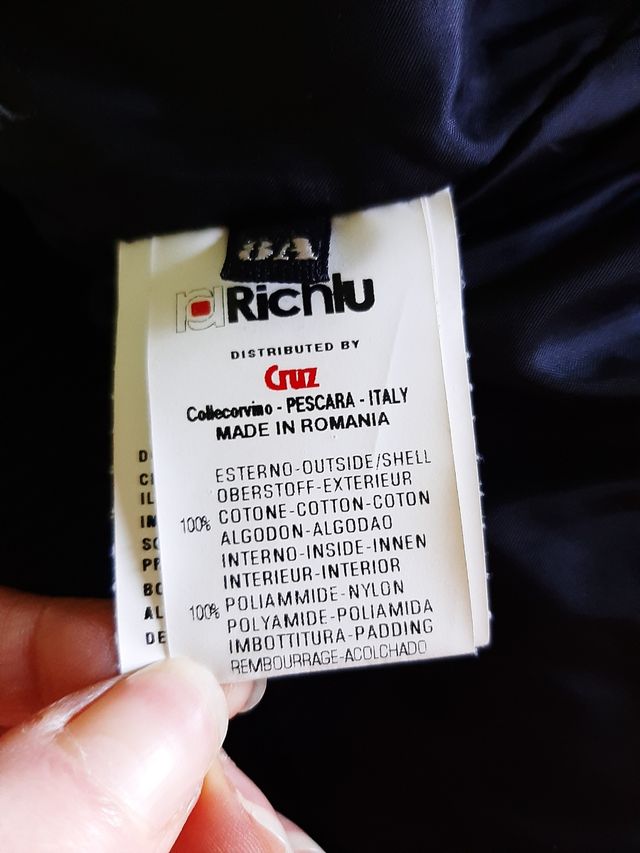 8A
Richlu
DISTRIBUTED BY
Cruz
Collecorvino - PESCARA - ITALY
MADE IN ROMANIA
ESTERNO-OUTSIDE/SHELL
OBERSTOFF-EXTERIEUR
100% COTONE-COTTON-COTON
ALGODON-ALGODAO
INTERNO-INSIDE-INNEN
INTERIEUR-INTERIOR
100% POLIAMMIDE-NYLON
POLYAMIDE-POLIAMIDA
IMBOTTITURA-PADDING
REMBOURRAGE-ACOLCHADO